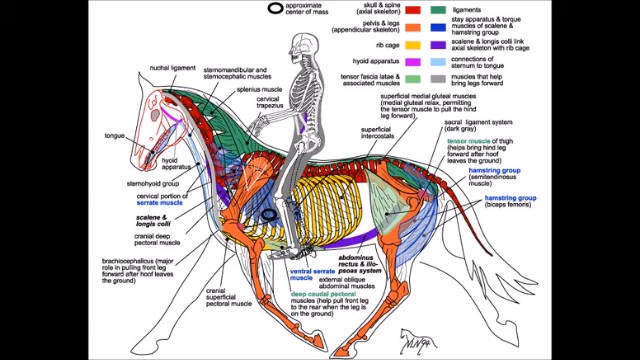 approximate
center of mass
skull & spine
(axial skeleton)
pelvis & legs
(appendicular skeleton)
rib cage
hyoid apparatus
tensor fascia latae &
associated muscles
ligaments
stay apparatus & torque
muscles of scalene &
hamstring group
scalene & longis coli link
axial skeleton with rib cage
connections of
sternum to tongue
muscles that help
bring legs forward
nuchal ligament
sternomandibular and
sternocephalic muscles
splenius muscle
cervical
trapezius
superficial medial gluteal muscles
(medial gluteal relax, permitting
the tensor muscle to pull the hind
leg forward)
superficial
intercostals
sacral ligament system
(dark gray)
tensor muscle of thigh
(helps bring hind leg
forward after hoof
leaves the ground)
hamstring group
(semitendinosus
muscle)
hamstring group
(biceps femoris)
tongue
hyoid
apparatus
sternohyoid group
cervical portion of
serrate muscle
scalene &
longis colli
cranial deep
pectoral muscle
brachiocephalicus (major
role in pulling front leg
forward after hoof leaves
the ground)
cranial
superficial
pectoral muscle
ventral serrate
muscle
deep caudal pectoral
muscles (help pull front leg
to the rear when the leg is
on the ground)
abdominus
rectus & ilio-
psoas system
external oblique
abdominal muscles